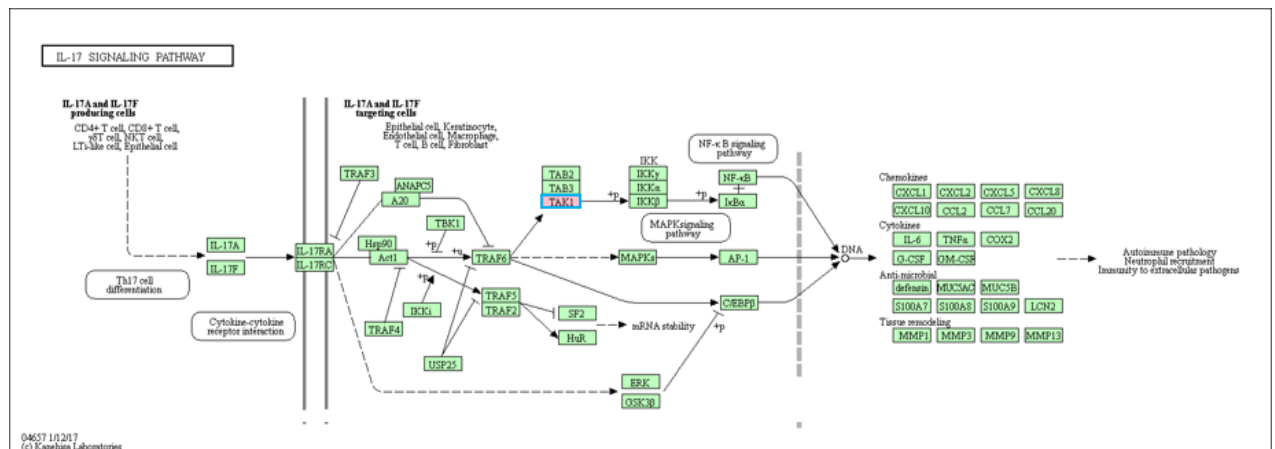 IL-17 SIGNALING PATHWAY
IL-17A and IL-17F
producing cells
CD4+ T cell, CD8+ T cell,
γδT cell, NKT cell,
LTi-like cell, Epithelial cell
IL-17A and IL-17F
targeting cells
Epithelial cell, Keratinocyte,
Endothelial cell, Macrophage,
T cell, B cell, Fibroblast
NF-κB signaling
pathway
TRAF3
ANAPC5
A20
TAB2
TAB3
TAK1
+p
IKK
IKKγ
IKKα
IKKβ
+p
NF-κB
IκBα
TBK1
+p
+u
MAPK signaling
pathway
IL-17A
IL-17F
IL-17RA
IL-17RC
Hsp90
Act1
TRAF6
MAPKs
AP-1
DNA
Th17 cell
differentiation
Cytokine-cytokine
receptor interaction
+p
IKKi
TRAF4
TRAF5
TRAF2
SF2
HuR
mRNA stability
C/EBPβ
+p
USP25
ERK
GSK3β
Chemokines
CXCL1 CXCL2 CXCL5 CXCL8
CXCL10 CCL2 CCL7 CCL20
Cytokines
IL-6 TNFα COX2
G-CSF GM-CSF
Anti-microbial
defensin MUC5AC MUC5B
S100A7 S100A8 S100A9 LCN2
Tissue remodeling
MMP1 MMP3 MMP9 MMP13
Autoimmune pathology
Neutrophil recruitment
Immunity to extracellular pathogens
04657 1/12/17
(c) Kanehisa Laboratories